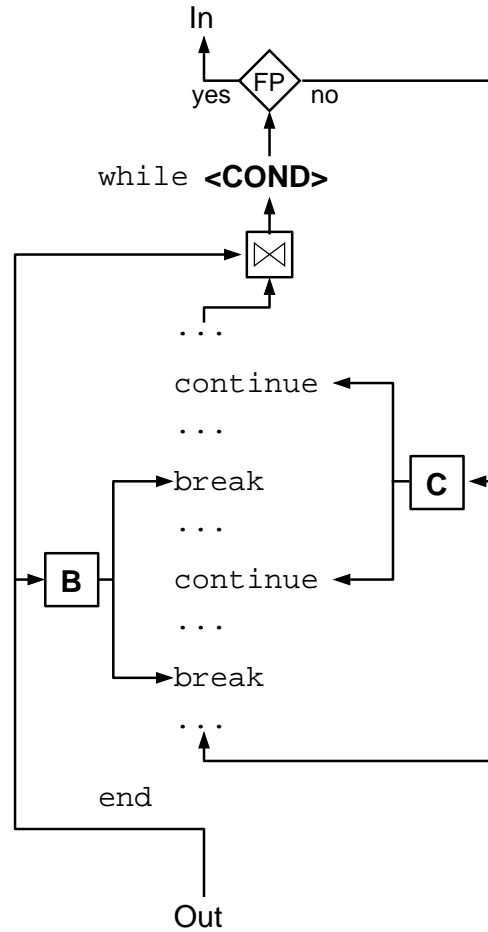 In
FP
yes no
while <COND>
⋈
...
continue
...
C
break
...
B
continue
...
break
...
end
Out